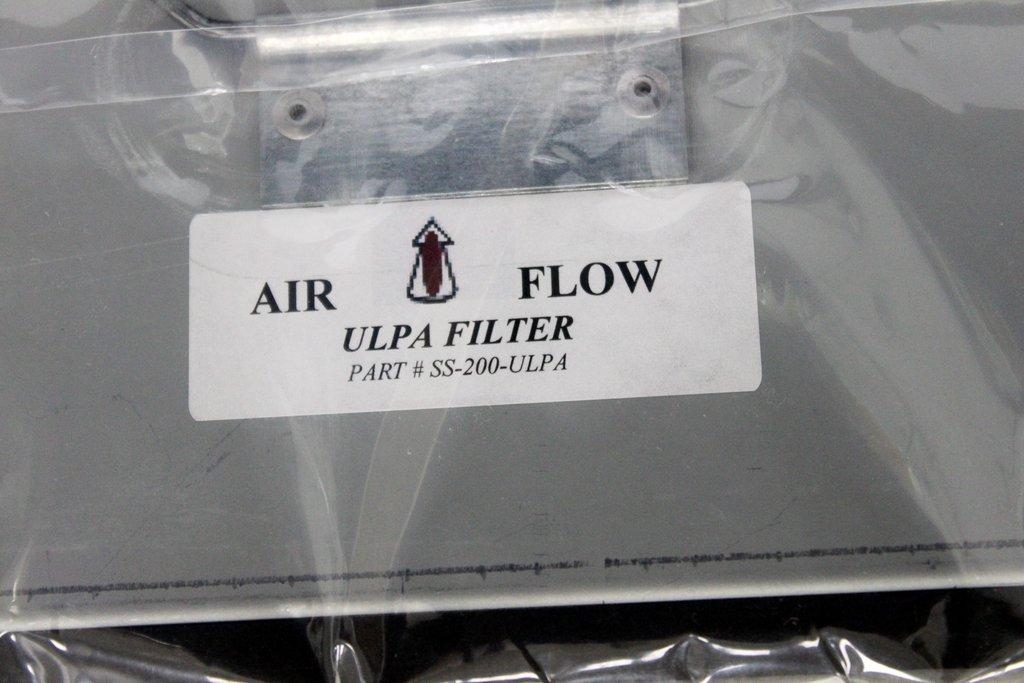 AIR FLOW
ULPA FILTER
PART # SS-200-ULPA